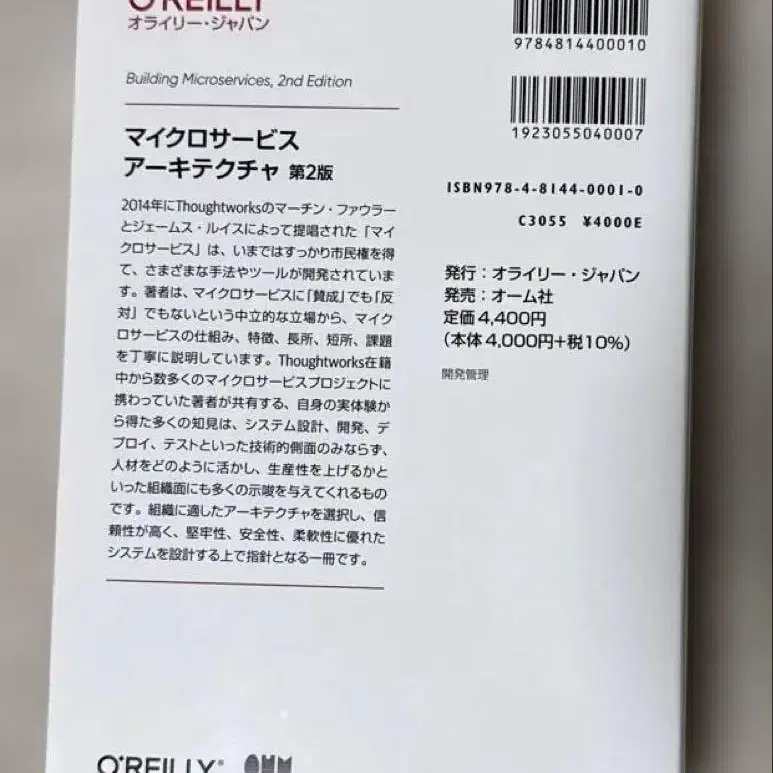 O'REILLY
オライリー・ジャパン
Building Microservices, 2nd Edition
マイクロサービス
アーキテクチャ 第2版
2014年にThoughtworksのマーチン・ファウラー
とジェームス・ルイスによって提唱された「マイ
クロサービス」は、いまではすっかり市民権を得
て、さまざまな手法やツールが開発されていま
す。著者は、マイクロサービスに「賛成」でも「反
対」でもないという中立的な立場から、マイク
ロサービスの仕組み、特徴、長所、短所、課題
を丁寧に説明しています。Thoughtworks在籍
中から数多くのマイクロサービスプロジェクトに
携わっていた著者が共有する、自身の実体験か
ら得た多くの知見は、システム設計、開発、デ
プロイ、テストといった技術的側面のみならず、
人材をどのように活かし、生産性を上げるかと
いった組織面にも多くの示唆を与えてくれるもの
です。組織に適したアーキテクチャを選択し、信
頼性が高く、堅牢性、安全性、柔軟性に優れた
システムを設計する上で指針となる一冊です。
9784814400010
1923055040007
ISBN978-4-8144-0001-0
C3055 ¥4000E
発行：オライリー・ジャパン
発売：オーム社
定価4,400円
（本体4,000円+税10%）
開発管理
O'REILLY® OHM